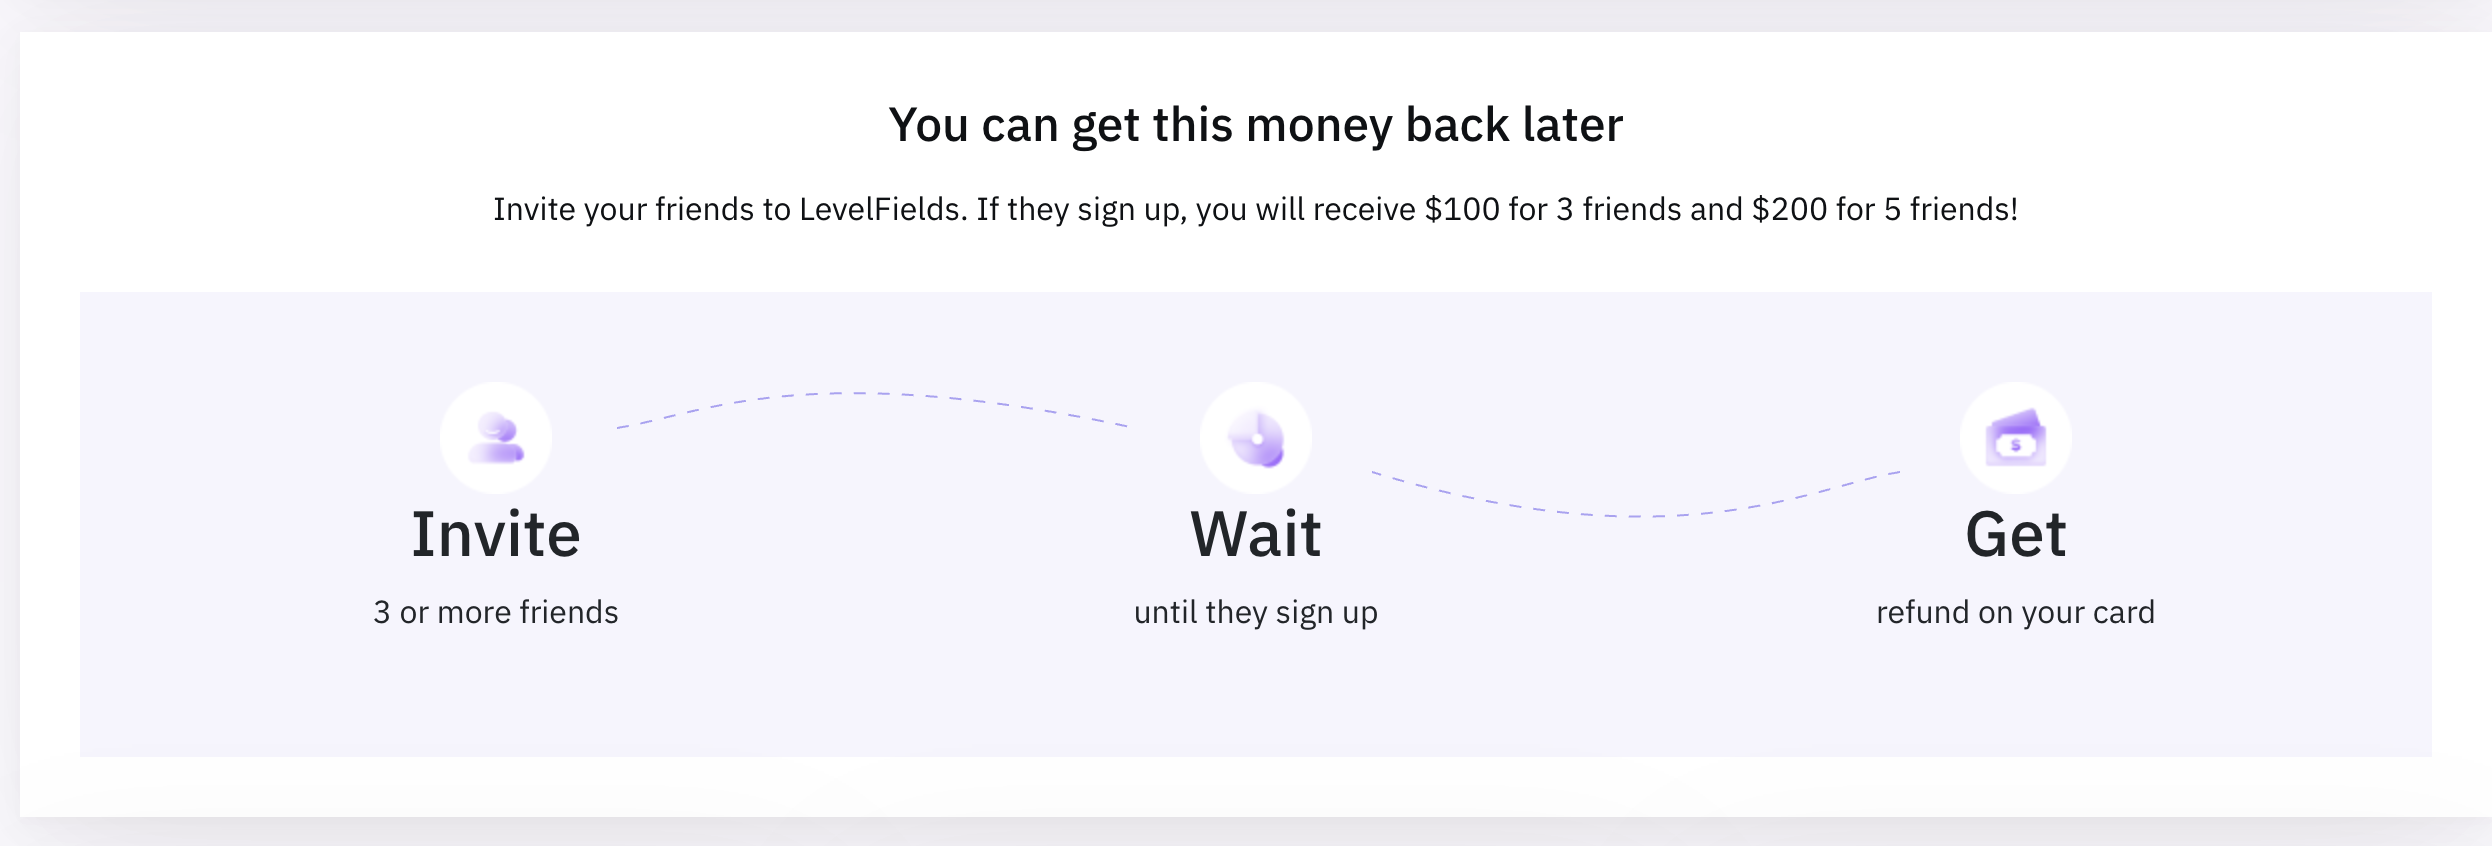 You can get this money back later
Invite your friends to LevelFields. If they sign up, you will receive $100 for 3 friends and $200 for 5 friends!
$
Invite
Wait
Get
3 or more friends
until they sign up
refund on your card